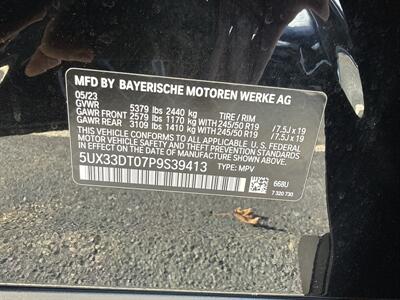 MFD BY BAYERISCHE MOTOREN WERKE AG
05/23
GVWR 5379 lbs 2440 kg TIRE / RIM
GAWR FRONT 2579 lbs 1170 kg WITH 245/50 R19 / 7.5J x 19
GAWR REAR 3109 lbs 1410 kg WITH 245/50 R19 / 7.5J x 19
THIS VEHICLE CONFORMS TO ALL APPLICABLE U.S. FEDERAL
MOTOR VEHICLE SAFETY, BUMPER, AND THEFT PREVENTION STANDARDS
IN EFFECT ON THE DATE OF MANUFACTURE SHOWN ABOVE.
5UX33DT07P9S39413 TYPE: MPV
668U
7 320 730